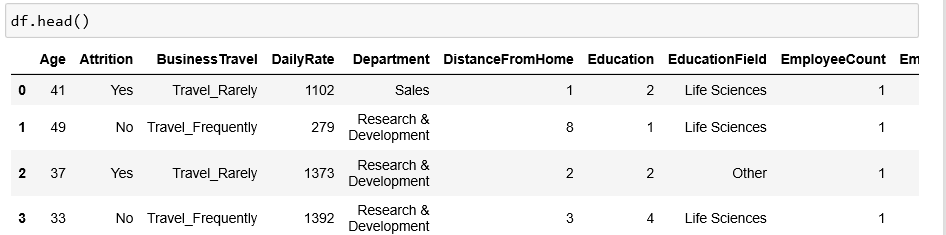 df.head()
Age Attrition BusinessTravel DailyRate Department DistanceFromHome Education EducationField EmployeeCount Em
0 41 Yes Travel_Rarely 1102 Sales 1 2 Life Sciences 1
1 49 No Travel_Frequently 279 Research & Development 8 1 Life Sciences 1
2 37 Yes Travel_Rarely 1373 Research & Development 2 2 Other 1
3 33 No Travel_Frequently 1392 Research & Development 3 4 Life Sciences 1